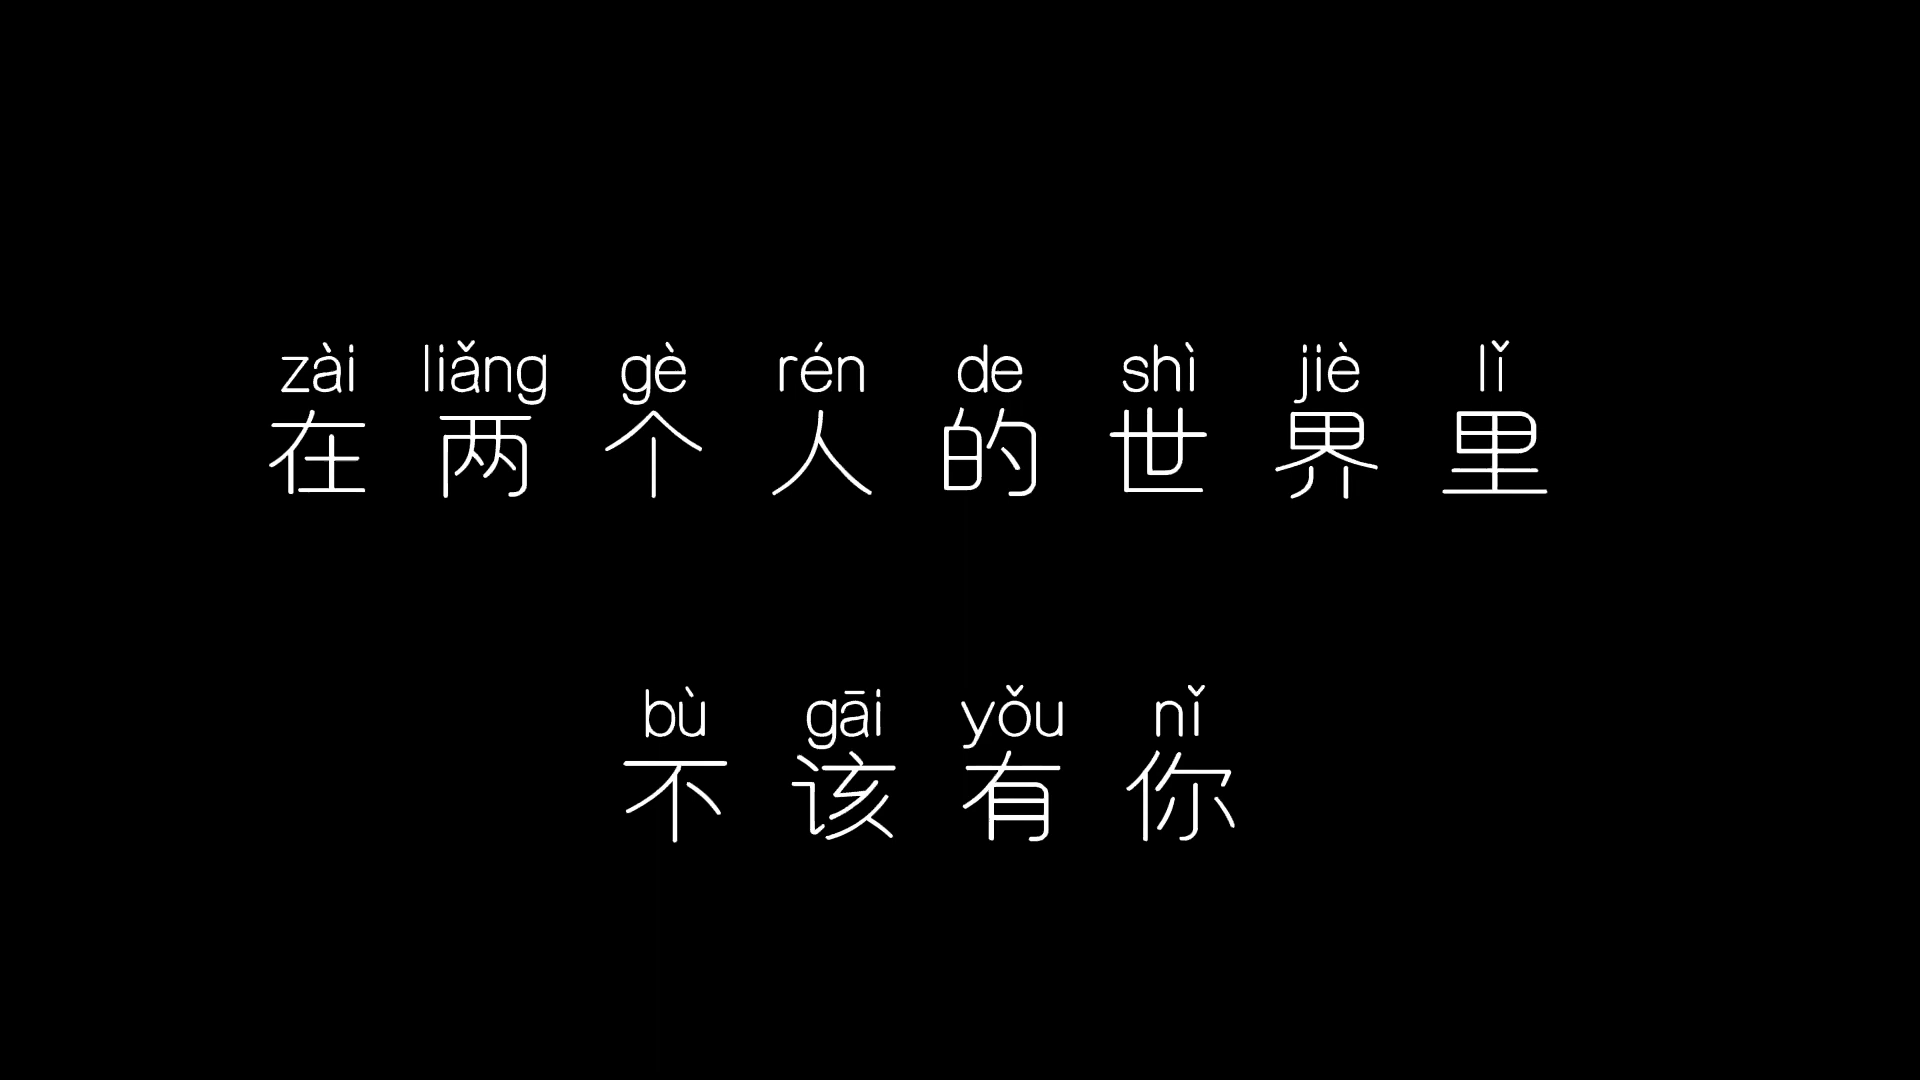 zài liǎng gè rén de shì jiè lǐ
在两个人的世界里
bù gāi yǒu nǐ
不该有你